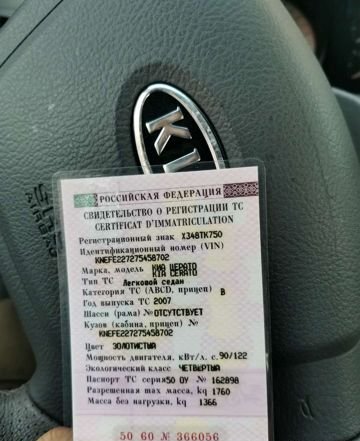 KIA
РОССИЙСКАЯ ФЕДЕРАЦИЯ
СВИДЕТЕЛЬСТВО О РЕГИСТРАЦИИ ТС
CERTIFICAT D'IMMATRICULATION
Регистрационный знак Х348ТК750
Идентификационный номер (VIN)
KNEFE227275458702
Марка, модель КИА ЦЕРАТО
KIA CERATO
Тип ТС Легковой седан
Категория ТС (ABCD, прицеп) B
Год выпуска ТС 2007
Шасси (рама) № ОТСУТСТВУЕТ
Кузов (кабина, прицеп) №
KNEFE227275458702
Цвет ЗОЛОТИСТЫЙ
Мощность двигателя, кВт/л. с. 90/122
Экологический класс ЧЕТВЕРТЫЙ
Паспорт ТС серия 50 ОУ № 162898
Разрешенная max масса, kg 1760
Масса без нагрузки, kg 1366
50 60 № 366056